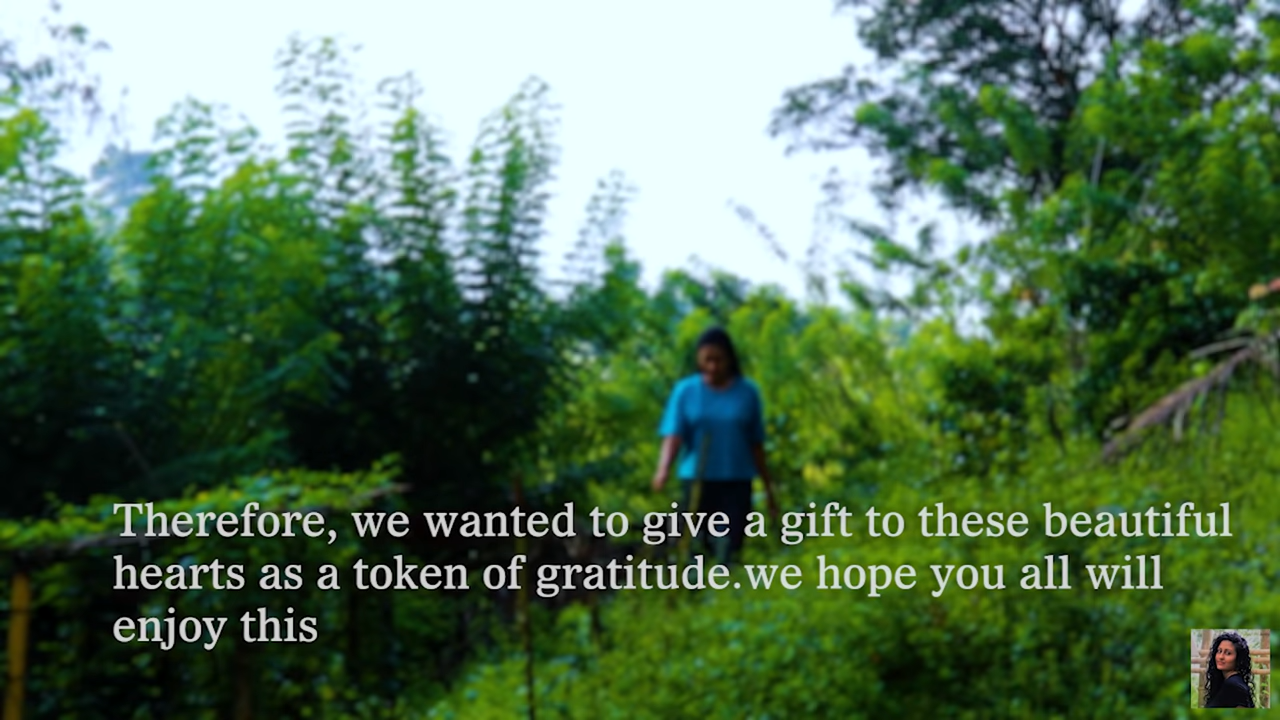 Therefore, we wanted to give a gift to these beautiful
hearts as a token of gratitude.we hope you all will
enjoy this